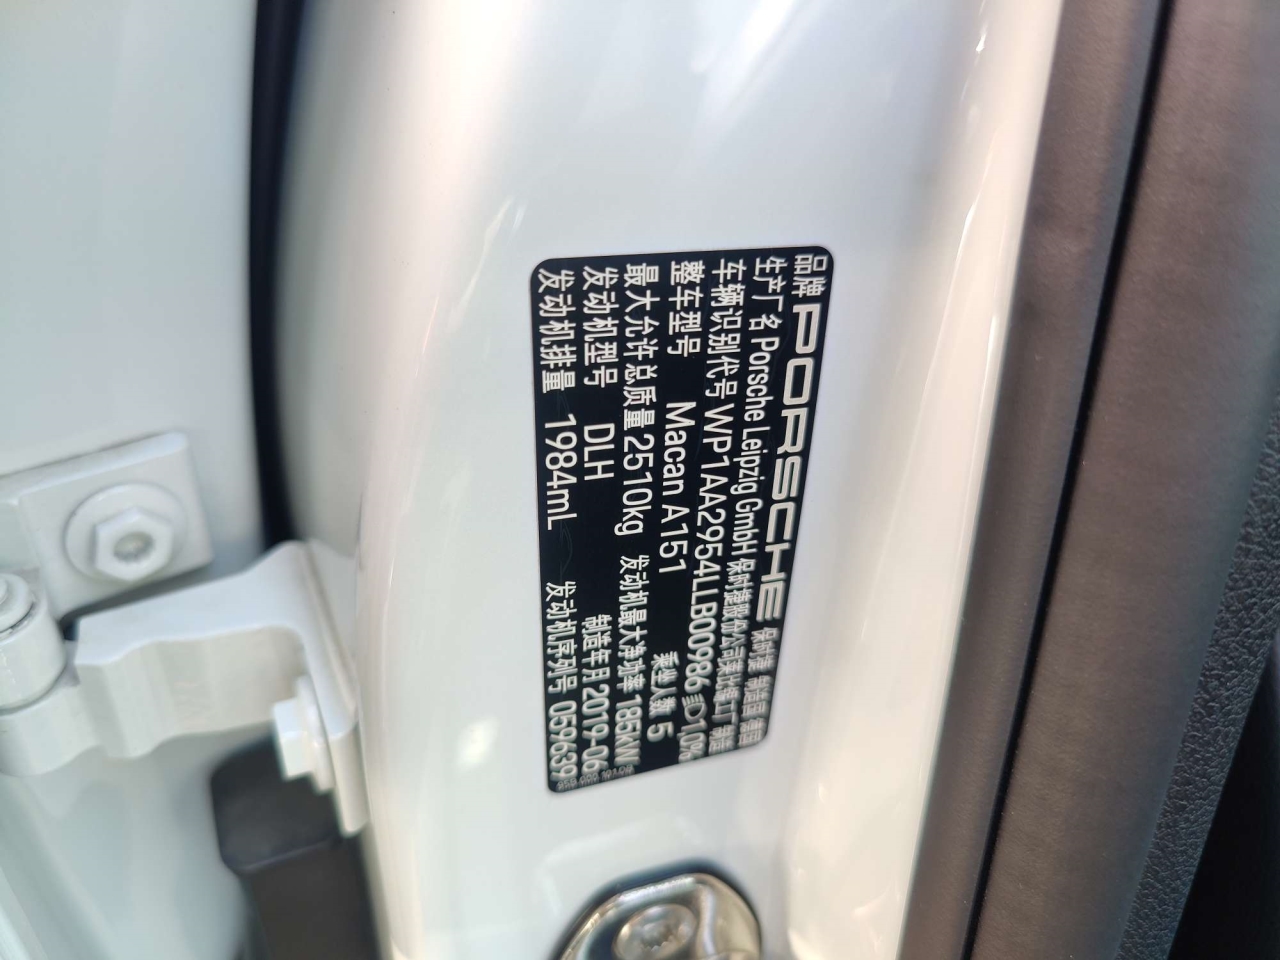 品牌 PORSCHE 保时捷 制造国 德国
生产厂名 Porsche Leipzig GmbH 保时捷股份公司莱比锡工厂 制造
车辆识别代号 WP1AA2954LLB00986 1,0%
整车型号 Macan A151 乘坐人数 5
最大允许总质量 2510kg 发动机最大净功率 185kW
发动机型号 DLH 制造年月 2019-06
发动机排量 1984mL 发动机序列号 059639